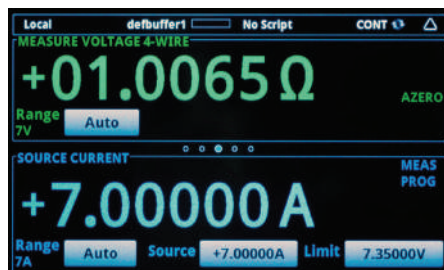 Local defbuffer1 No Script CONT
MEASURE VOLTAGE 4-WIRE
+01.0065 Ω
AZERO
Range Auto
7V
SOURCE CURRENT
MEAS
PROG
+7.00000 A
Range Auto Source +7.00000A Limit 7.35000V
7A